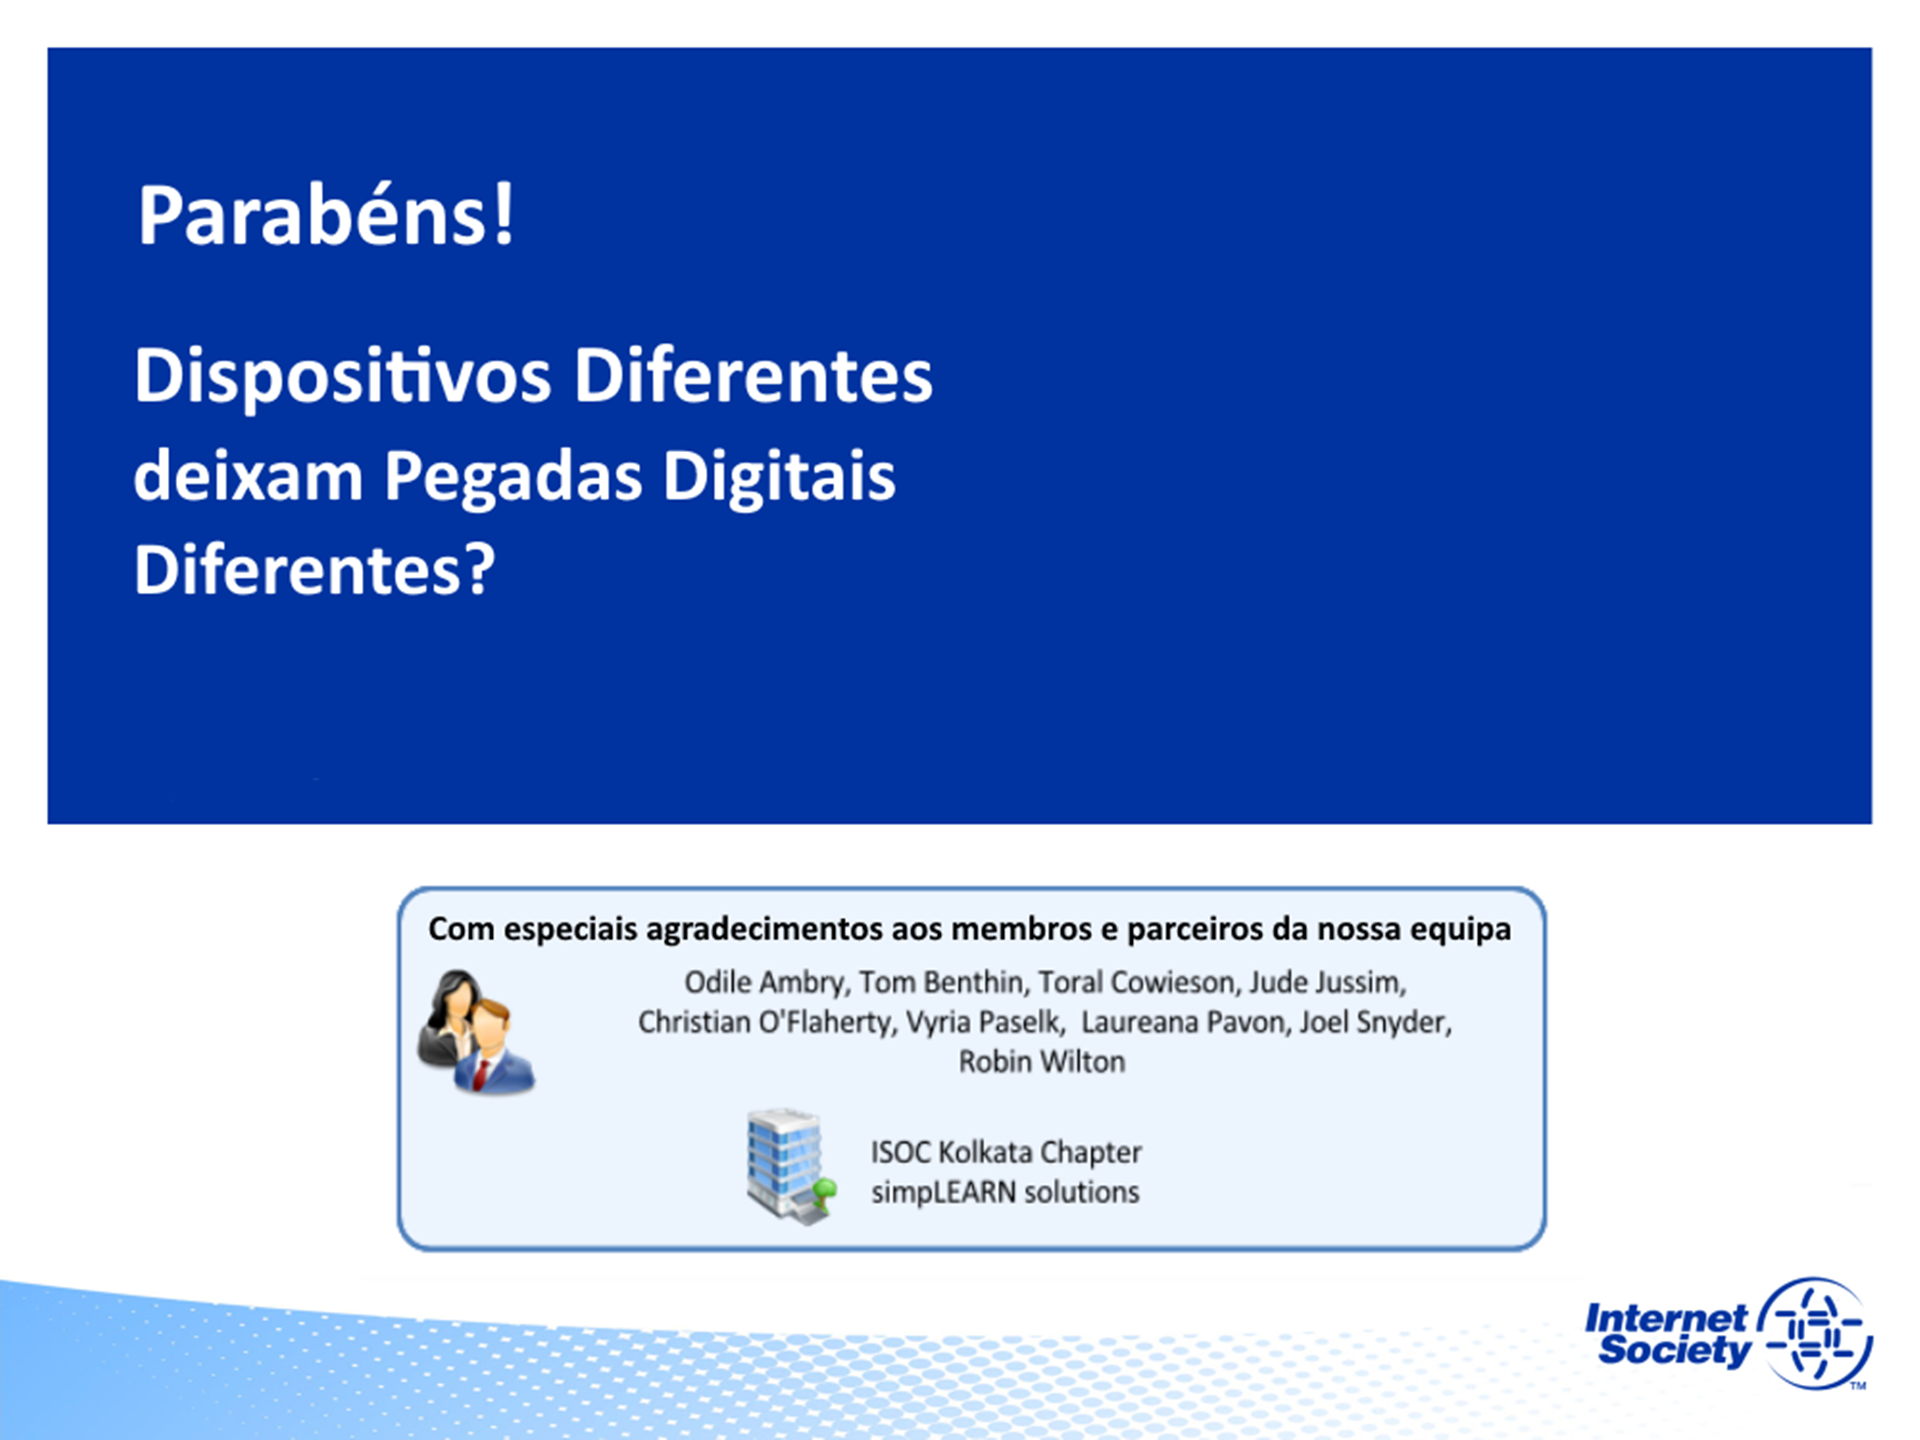 Parabéns!
Dispositivos Diferentes
deixam Pegadas Digitais
Diferentes?
Com especiais agradecimentos aos membros e parceiros da nossa equipa
Odile Ambry, Tom Benthin, Toral Cowieson, Jude Jussim,
Christian O'Flaherty, Vyria Paselk, Laureana Pavon, Joel Snyder,
Robin Wilton
ISOC Kolkata Chapter
simpLEARN solutions
Internet
Society
TM